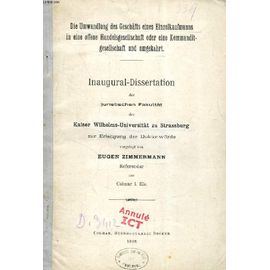 Die Umwandlung des Geschäfts eines Einzelkaufmanns
in eine offene Handelsgesellschaft oder eine Kommandit-
gesellschaft und umgekehrt.
Inaugural-Dissertation
der
juristischen Fakultät
der
Kaiser Wilhelms-Universität zu Strassburg
zur Erlangung der Doktorwürde
vorgelegt von
EUGEN ZIMMERMANN
Referendar
aus
Colmar i. Els.
Annulé
ICT
COLMAR